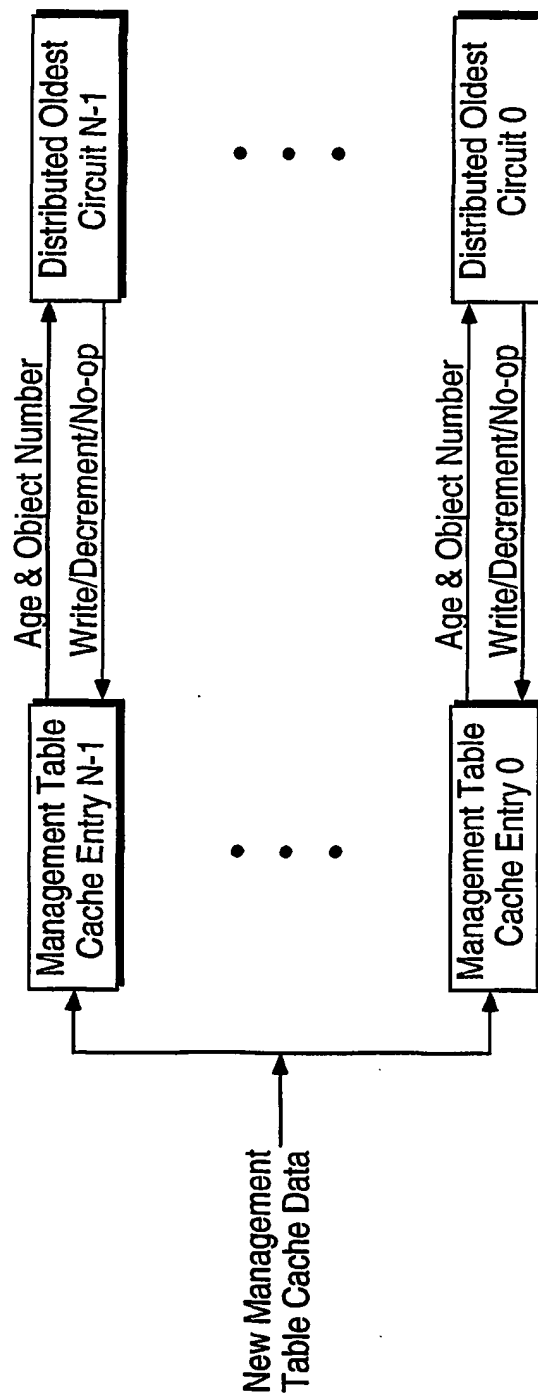 New Management
Table Cache Data
Management Table
Cache Entry N-1
Age & Object Number
Write/Decrement/No-op
Distributed Oldest
Circuit N-1
Management Table
Cache Entry 0
Age & Object Number
Write/Decrement/No-op
Distributed Oldest
Circuit 0